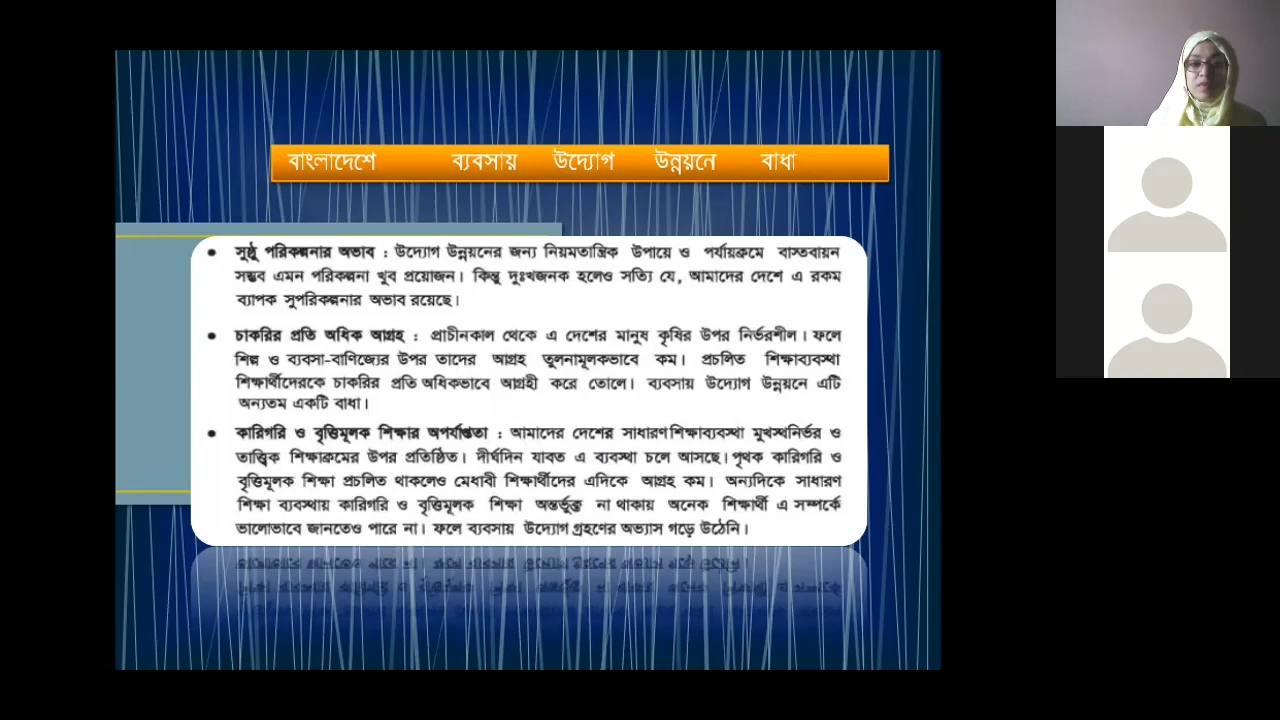 বাংলাদেশে ব্যবসায় উদ্যোগ উন্নয়নে বাধা
• সুষ্ঠু পরিকল্পনার অভাব : উদ্যোগ উন্নয়নের জন্য নিয়মতান্ত্রিক উপায়ে ও পর্যায়ক্রমে বাস্তবায়ন
সম্ভব এমন পরিকল্পনা খুব প্রয়োজন। কিন্তু দুঃখজনক হলেও সত্যি যে, আমাদের দেশে এ রকম
ব্যাপক সুপরিকল্পনার অভাব রয়েছে।
• চাকরির প্রতি অধিক আগ্রহ : প্রাচীনকাল থেকে এ দেশের মানুষ কৃষির উপর নির্ভরশীল। ফলে
শিল্প ও ব্যবসা-বাণিজ্যের উপর তাদের আগ্রহ তুলনামূলকভাবে কম। প্রচলিত শিক্ষাব্যবস্থা
শিক্ষার্থীদেরকে চাকরির প্রতি অধিকভাবে আগ্রহী করে তোলে। ব্যবসায় উদ্যোগ উন্নয়নে এটি
অন্যতম একটি বাধা।
• কারিগরি ও বৃত্তিমূলক শিক্ষার অপর্যাপ্ততা : আমাদের দেশের সাধারণ শিক্ষাব্যবস্থা মুখস্থনির্ভর ও
তাত্ত্বিক শিক্ষাক্রমের উপর প্রতিষ্ঠিত। দীর্ঘদিন যাবত এ ব্যবস্থা চলে আসছে। পৃথক কারিগরি ও
বৃত্তিমূলক শিক্ষা প্রচলিত থাকলেও মেধাবী শিক্ষার্থীদের এদিকে আগ্রহ কম। অন্যদিকে সাধারণ
শিক্ষা ব্যবস্থায় কারিগরি ও বৃত্তিমূলক শিক্ষা অন্তর্ভুক্ত না থাকায় অনেক শিক্ষার্থী এ সম্পর্কে
ভালোভাবে জানতেও পারে না। ফলে ব্যবসায় উদ্যোগ গ্রহণের অভ্যাস গড়ে উঠেনি।